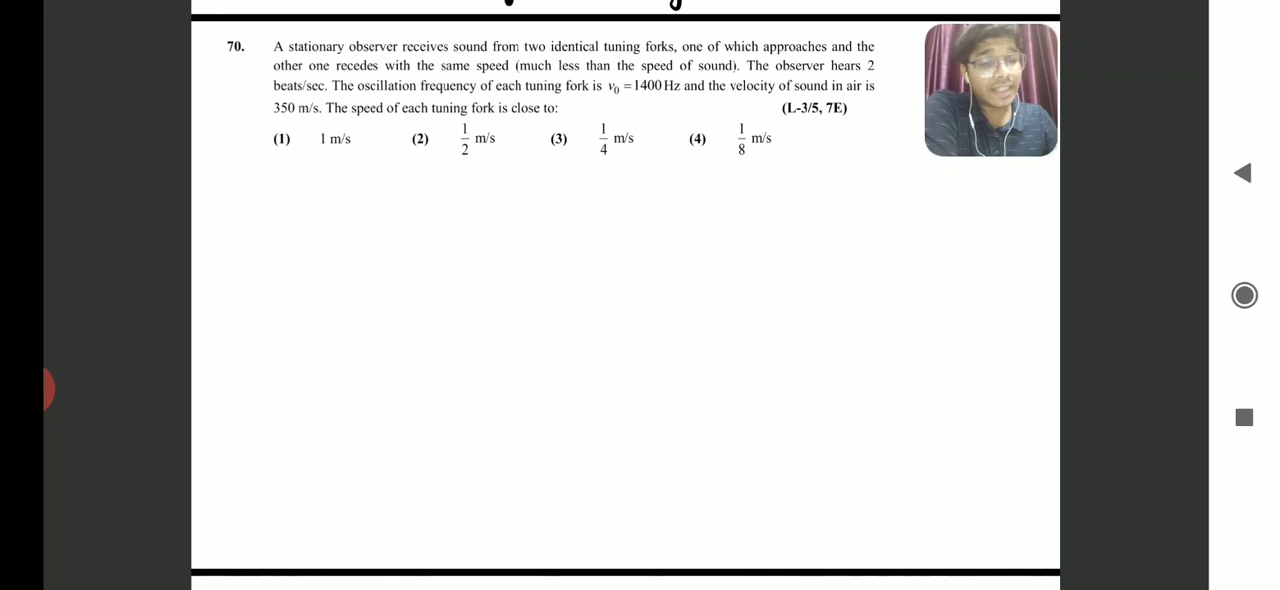 70. A stationary observer receives sound from two identical tuning forks, one of which approaches and the
other one recedes with the same speed (much less than the speed of sound). The observer hears 2
beats/sec. The oscillation frequency of each tuning fork is ν₀ = 1400 Hz and the velocity of sound in air is
350 m/s. The speed of each tuning fork is close to: (L-3/5, 7E)
(1) 1 m/s (2) 1/2 m/s (3) 1/4 m/s (4) 1/8 m/s